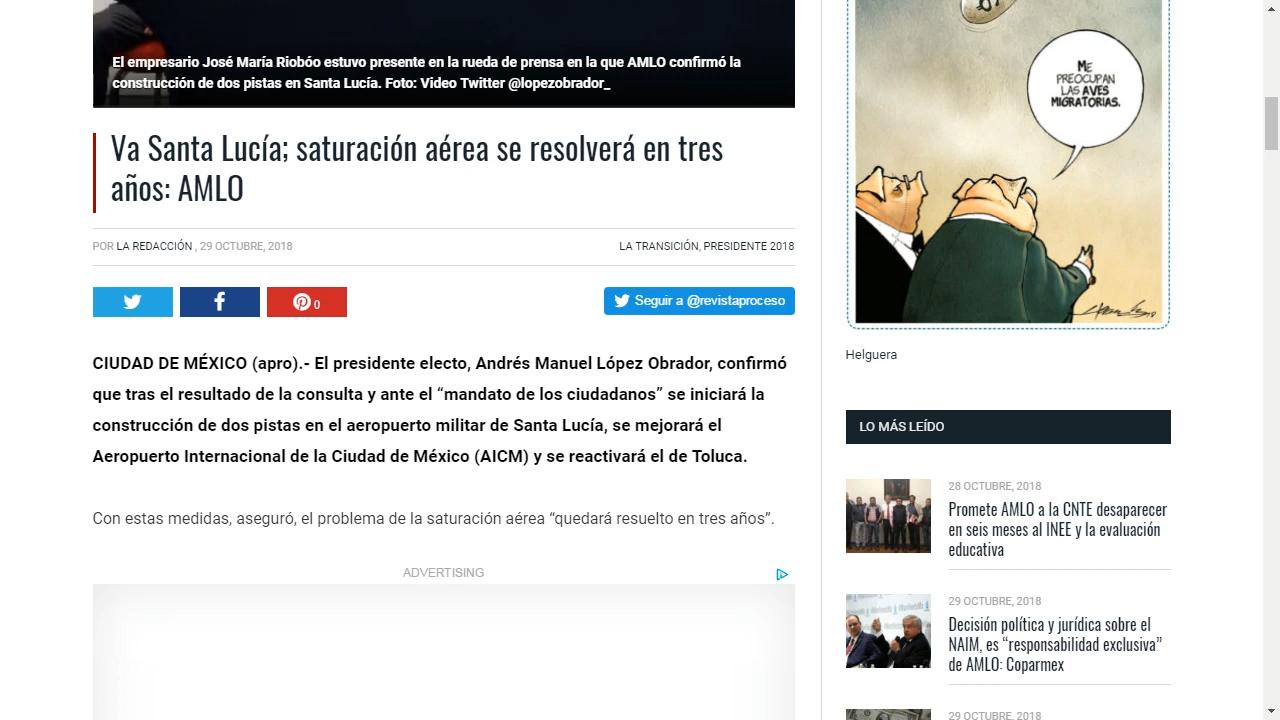 El empresario José María Riobóo estuvo presente en la rueda de prensa en la que AMLO confirmó la
construcción de dos pistas en Santa Lucía. Foto: Video Twitter @lopezobrador_
Va Santa Lucía; saturación aérea se resolverá en tres
años: AMLO
POR LA REDACCIÓN , 29 OCTUBRE, 2018
LA TRANSICIÓN, PRESIDENTE 2018
0
Seguir a @revistaproceso
CIUDAD DE MÉXICO (apro).- El presidente electo, Andrés Manuel López Obrador, confirmó
que tras el resultado de la consulta y ante el “mandato de los ciudadanos” se iniciará la
construcción de dos pistas en el aeropuerto militar de Santa Lucía, se mejorará el
Aeropuerto Internacional de la Ciudad de México (AICM) y se reactivará el de Toluca.
Con estas medidas, aseguró, el problema de la saturación aérea “quedará resuelto en tres años”.
ADVERTISING
ME
PREOCUPAN
LAS AVES
MIGRATORIAS.
Helguera
LO MÁS LEÍDO
28 OCTUBRE, 2018
Promete AMLO a la CNTE desaparecer
en seis meses al INEE y la evaluación
educativa
29 OCTUBRE, 2018
Decisión política y jurídica sobre el
NAIM, es “responsabilidad exclusiva”
de AMLO: Coparmex
29 OCTUBRE, 2018